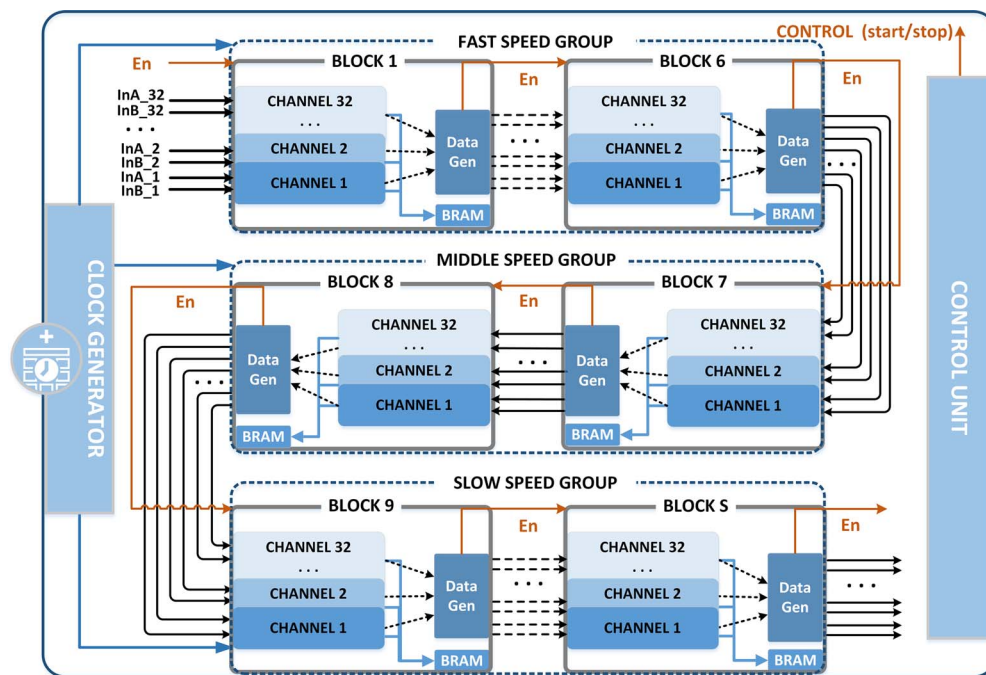 FAST SPEED GROUP
CONTROL (start/stop)
En
BLOCK 1
En
BLOCK 6
En
InA_32
InB_32
. . .
InA_2
InB_2
InA_1
InB_1
CHANNEL 32
. . .
CHANNEL 2
CHANNEL 1
Data
Gen
BRAM
. . .
CHANNEL 32
. . .
CHANNEL 2
CHANNEL 1
Data
Gen
BRAM
. . . .
CLOCK GENERATOR
CONTROL UNIT
MIDDLE SPEED GROUP
En
BLOCK 8
En
BLOCK 7
. . . .
Data
Gen
BRAM
CHANNEL 32
. . .
CHANNEL 2
CHANNEL 1
. . .
Data
Gen
BRAM
CHANNEL 32
. . .
CHANNEL 2
CHANNEL 1
. . . .
SLOW SPEED GROUP
BLOCK 9
En
BLOCK S
En
. . . .
CHANNEL 32
. . .
CHANNEL 2
CHANNEL 1
Data
Gen
BRAM
. . .
CHANNEL 32
. . .
CHANNEL 2
CHANNEL 1
Data
Gen
BRAM
. . .